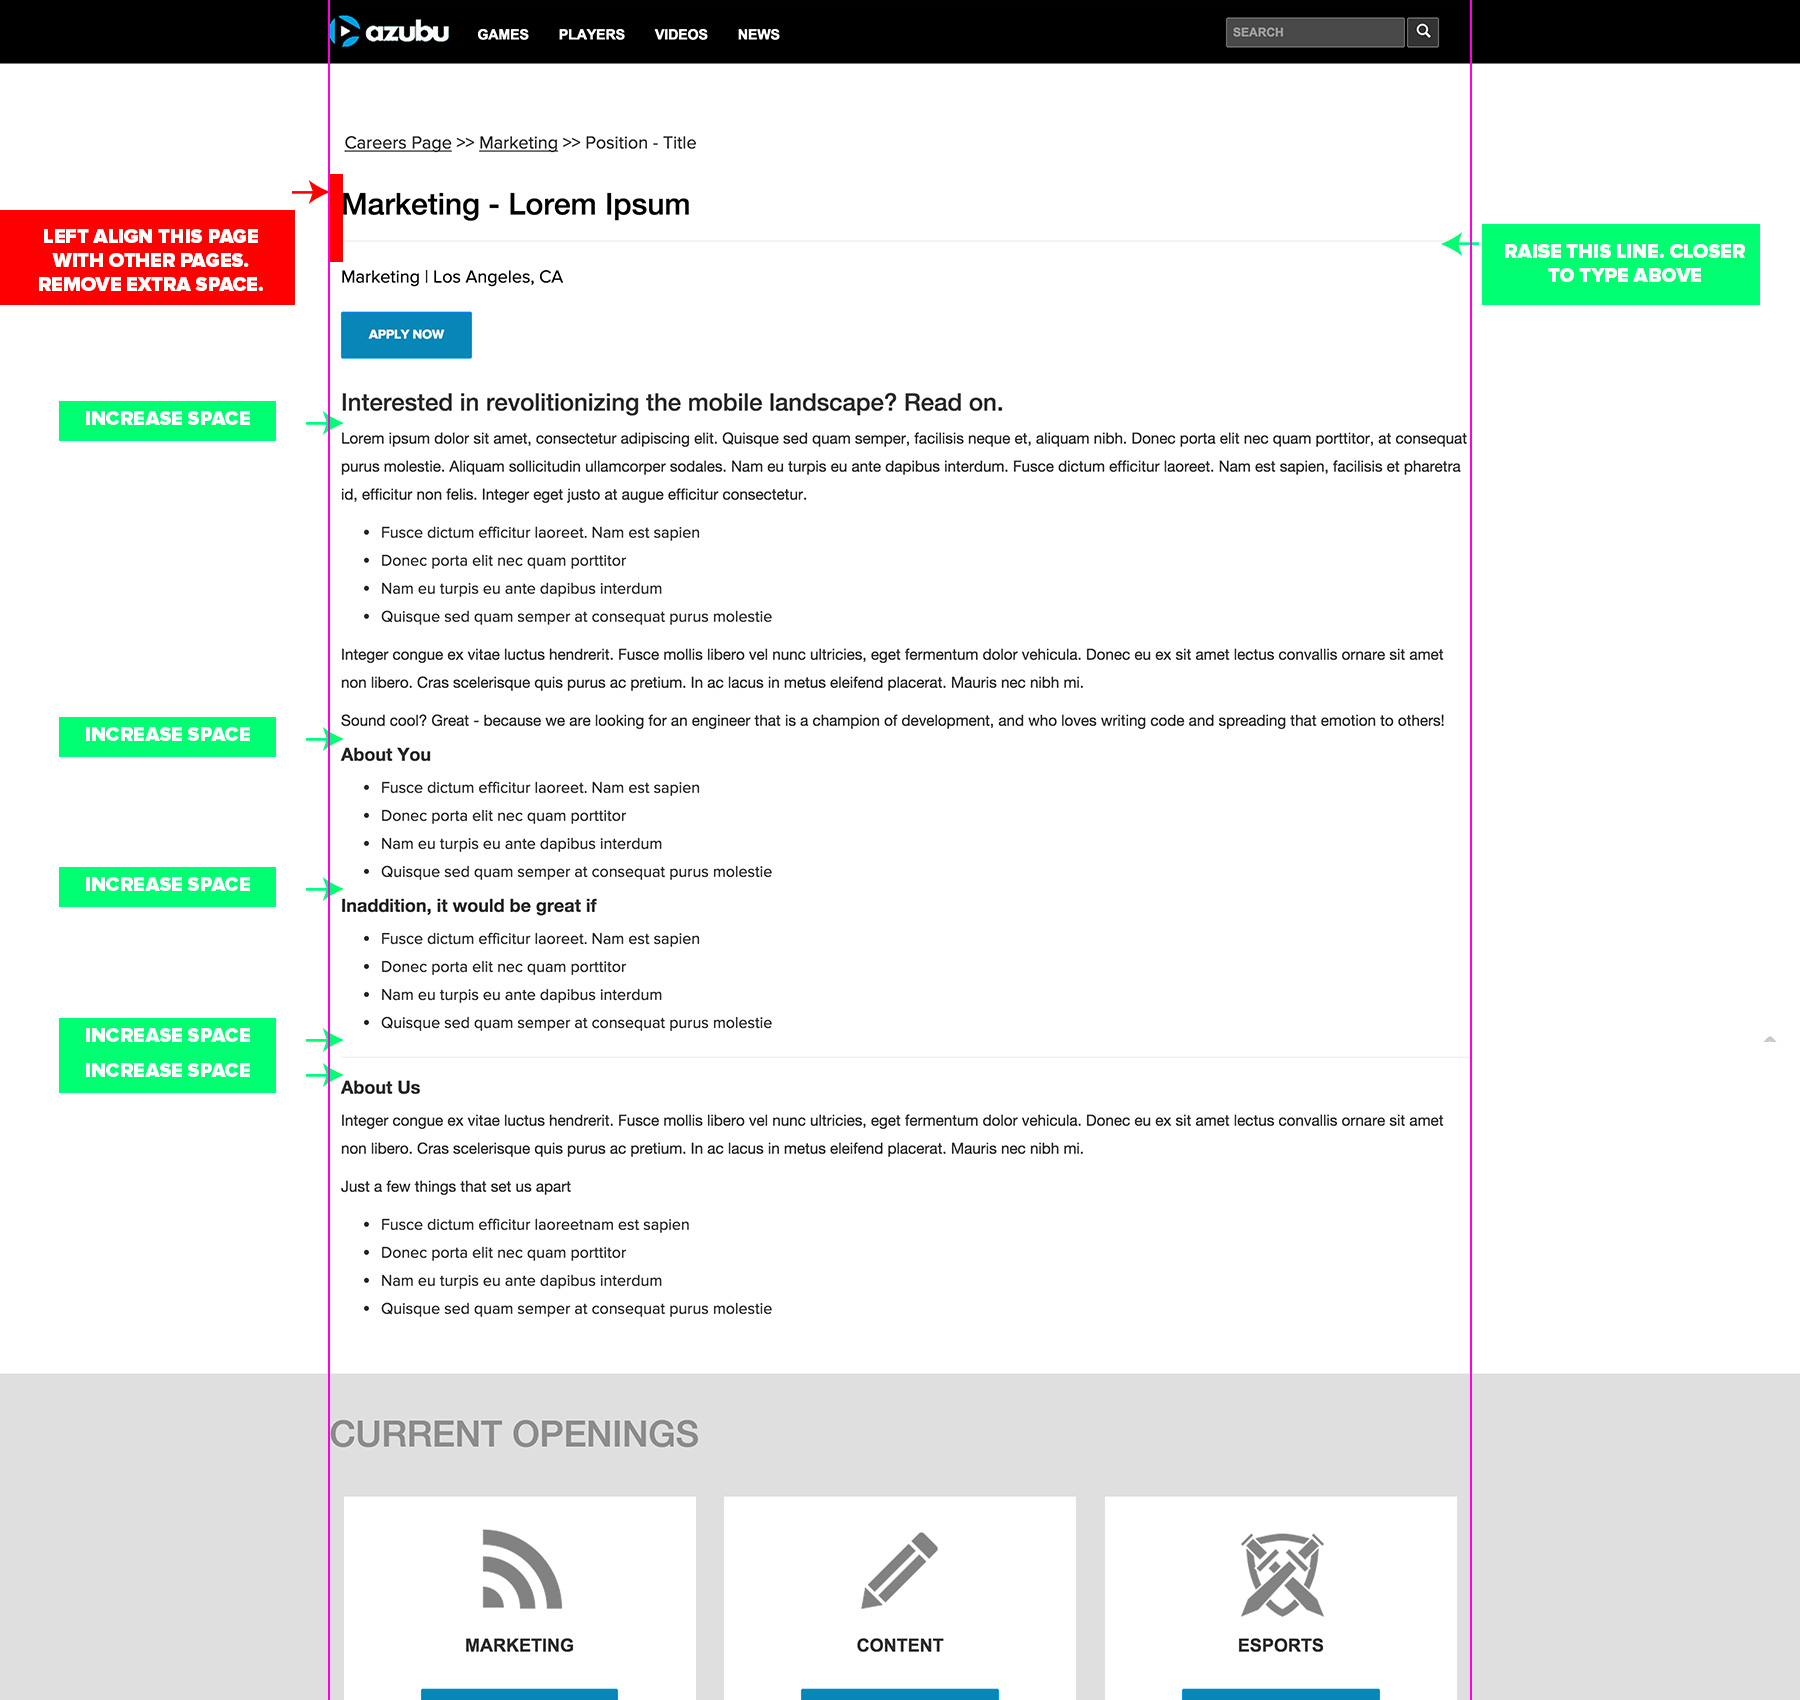 azubu GAMES PLAYERS VIDEOS NEWS SEARCH
Careers Page >> Marketing >> Position - Title
Marketing - Lorem Ipsum
LEFT ALIGN THIS PAGE
WITH OTHER PAGES.
REMOVE EXTRA SPACE.
RAISE THIS LINE. CLOSER
TO TYPE ABOVE
Marketing | Los Angeles, CA
APPLY NOW
INCREASE SPACE
Interested in revolitionizing the mobile landscape? Read on.
Lorem ipsum dolor sit amet, consectetur adipiscing elit. Quisque sed quam semper, facilisis neque et, aliquam nibh. Donec porta elit nec quam porttitor, at consequat
purus molestie. Aliquam sollicitudin ullamcorper sodales. Nam eu turpis eu ante dapibus interdum. Fusce dictum efficitur laoreet. Nam est sapien, facilisis et pharetra
id, efficitur non felis. Integer eget justo at augue efficitur consectetur.
• Fusce dictum efficitur laoreet. Nam est sapien
• Donec porta elit nec quam porttitor
• Nam eu turpis eu ante dapibus interdum
• Quisque sed quam semper at consequat purus molestie
Integer congue ex vitae luctus hendrerit. Fusce mollis libero vel nunc ultricies, eget fermentum dolor vehicula. Donec eu ex sit amet lectus convallis ornare sit amet
non libero. Cras scelerisque quis purus ac pretium. In ac lacus in metus eleifend placerat. Mauris nec nibh mi.
Sound cool? Great - because we are looking for an engineer that is a champion of development, and who loves writing code and spreading that emotion to others!
INCREASE SPACE
About You
• Fusce dictum efficitur laoreet. Nam est sapien
• Donec porta elit nec quam porttitor
• Nam eu turpis eu ante dapibus interdum
• Quisque sed quam semper at consequat purus molestie
INCREASE SPACE
Inaddition, it would be great if
• Fusce dictum efficitur laoreet. Nam est sapien
• Donec porta elit nec quam porttitor
• Nam eu turpis eu ante dapibus interdum
• Quisque sed quam semper at consequat purus molestie
INCREASE SPACE
INCREASE SPACE
About Us
Integer congue ex vitae luctus hendrerit. Fusce mollis libero vel nunc ultricies, eget fermentum dolor vehicula. Donec eu ex sit amet lectus convallis ornare sit amet
non libero. Cras scelerisque quis purus ac pretium. In ac lacus in metus eleifend placerat. Mauris nec nibh mi.
Just a few things that set us apart
• Fusce dictum efficitur laoreetnam est sapien
• Donec porta elit nec quam porttitor
• Nam eu turpis eu ante dapibus interdum
• Quisque sed quam semper at consequat purus molestie
CURRENT OPENINGS
MARKETING CONTENT ESPORTS